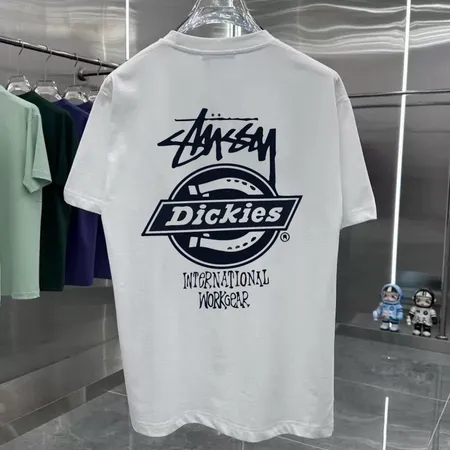 Stüssy
Dickies
®
INTERNATIONAL
WORKGEAR